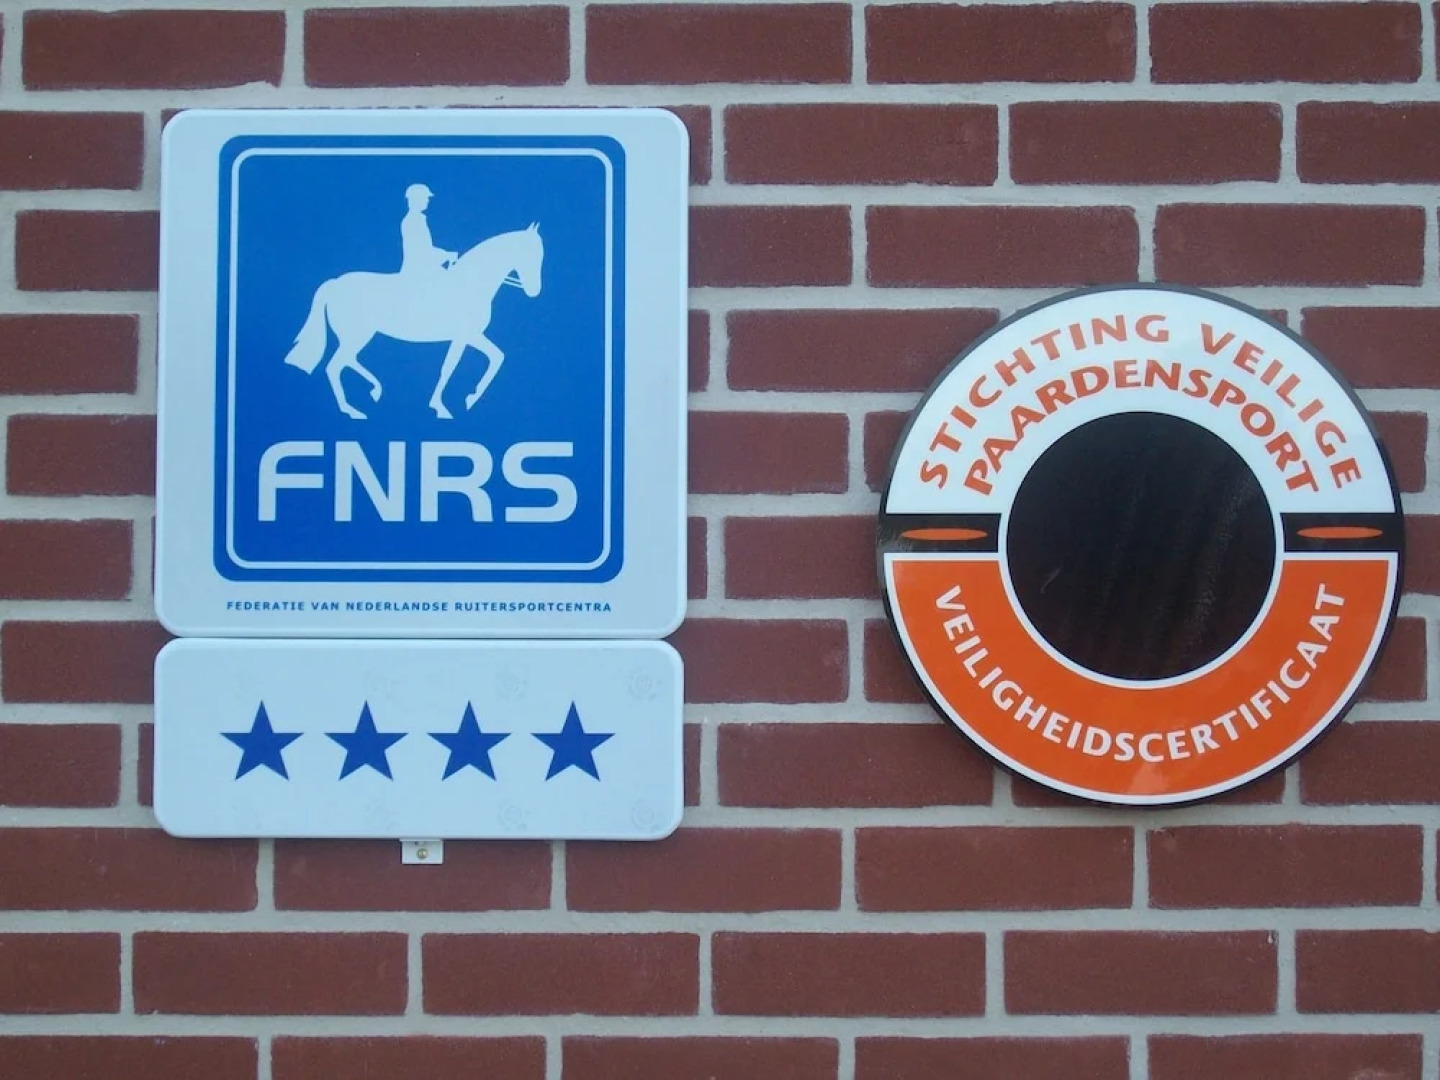 FNRS
FEDERATIE VAN NEDERLANDSE RUITERSPORTCENTRA
STICHTING VEILIGE
PAARDENSPORT
VEILIGHEIDSCERTIFICAAT